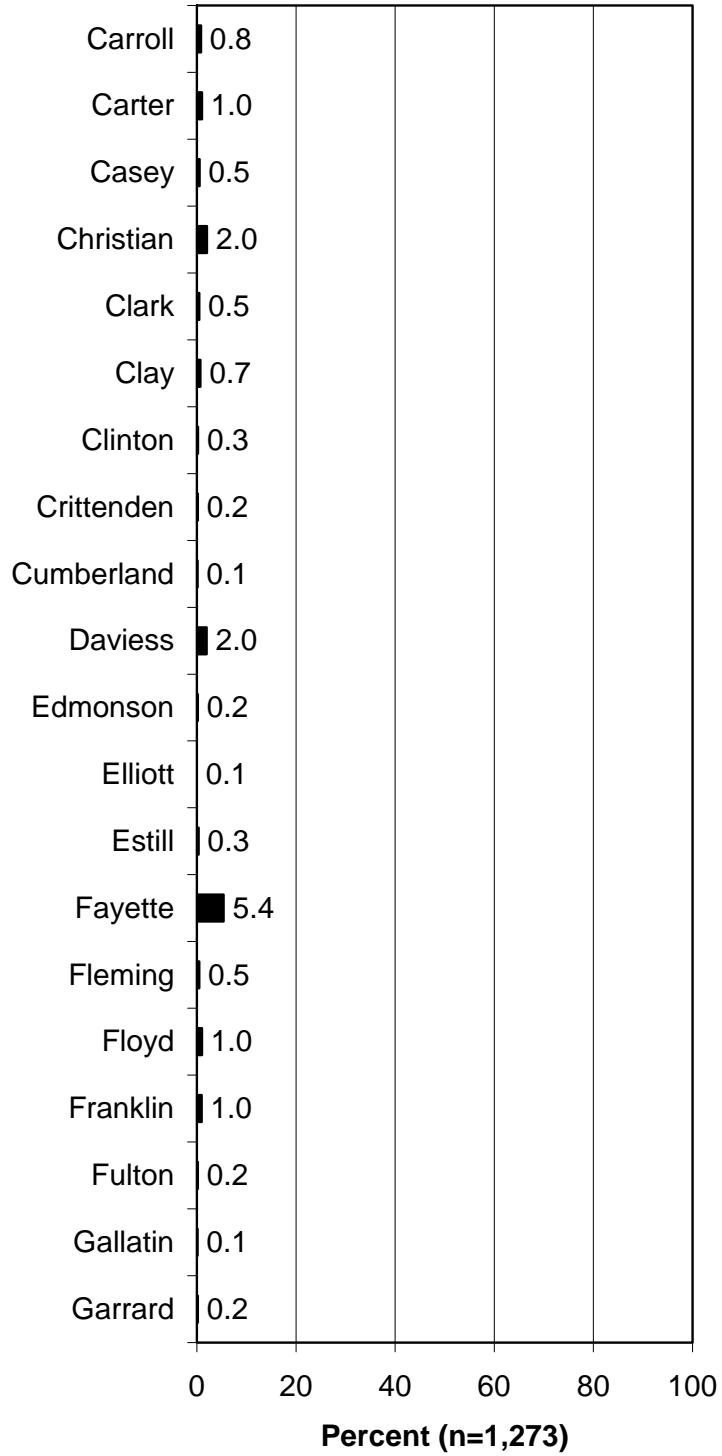 Carroll 0.8
Carter 1.0
Casey 0.5
Christian 2.0
Clark 0.5
Clay 0.7
Clinton 0.3
Crittenden 0.2
Cumberland 0.1
Daviess 2.0
Edmonson 0.2
Elliott 0.1
Estill 0.3
Fayette 5.4
Fleming 0.5
Floyd 1.0
Franklin 1.0
Fulton 0.2
Gallatin 0.1
Garrard 0.2
0 20 40 60 80 100
Percent (n=1,273)